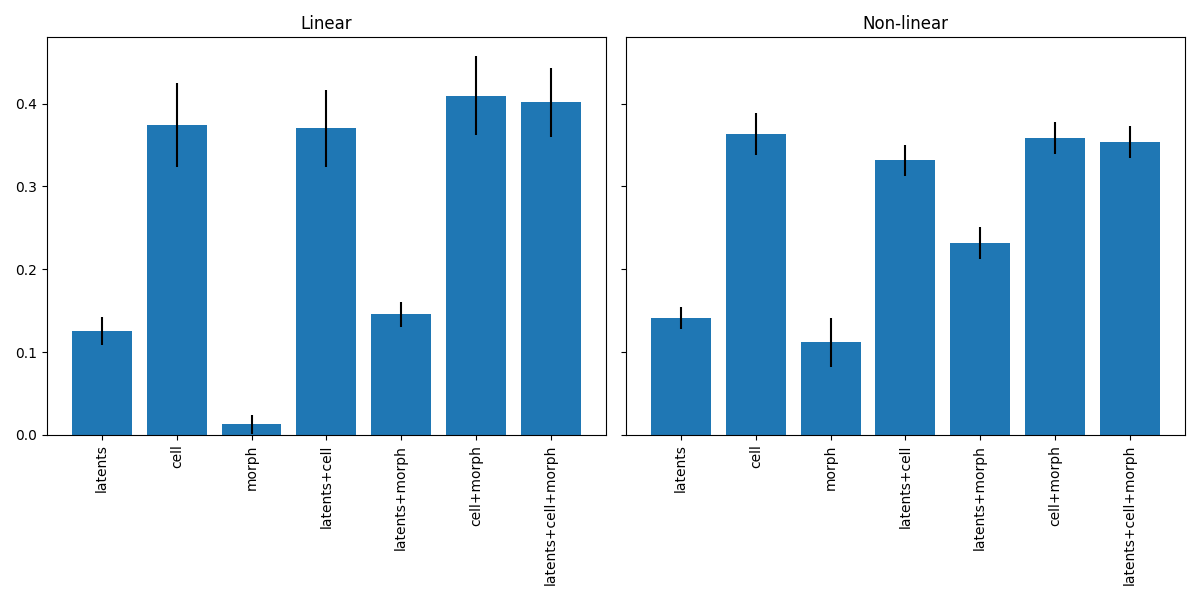 Linear
Non-linear
0.4
0.3
0.2
0.1
0.0
latents
cell
morph
latents+cell
latents+morph
cell+morph
latents+cell+morph
latents
cell
morph
latents+cell
latents+morph
cell+morph
latents+cell+morph